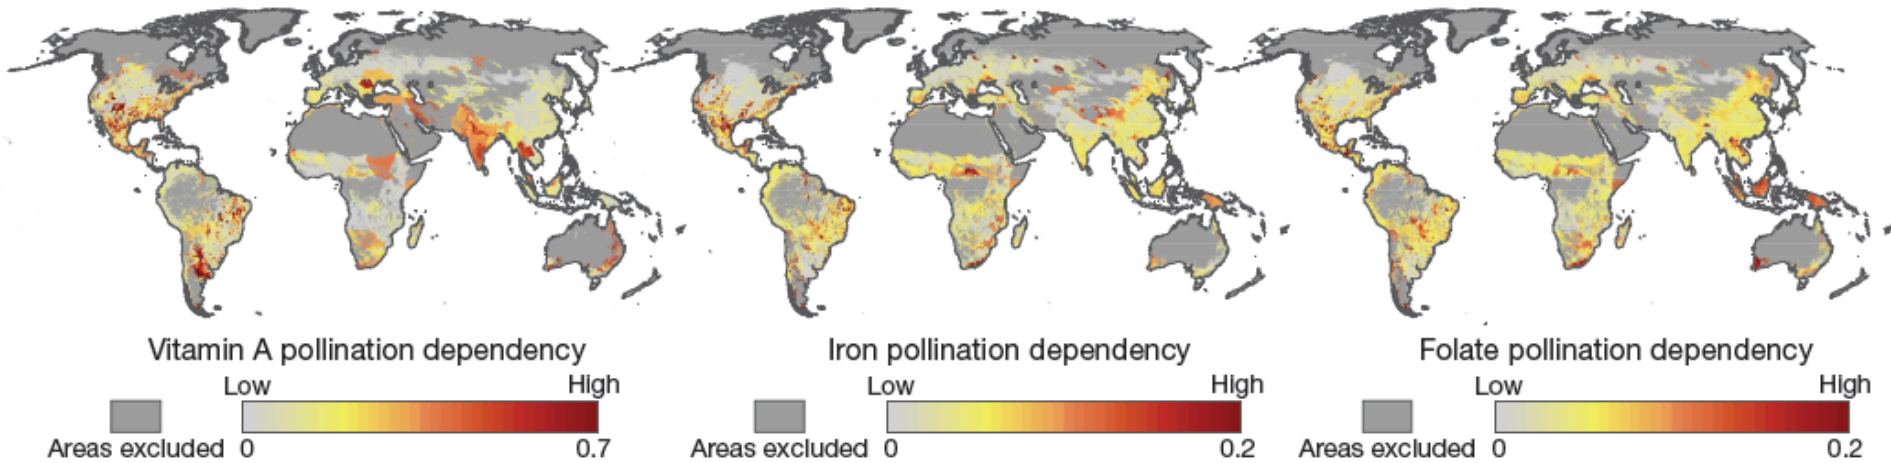 Vitamin A pollination dependency
Low High
Areas excluded 0 0.7
Iron pollination dependency
Low High
Areas excluded 0 0.2
Folate pollination dependency
Low High
Areas excluded 0 0.2